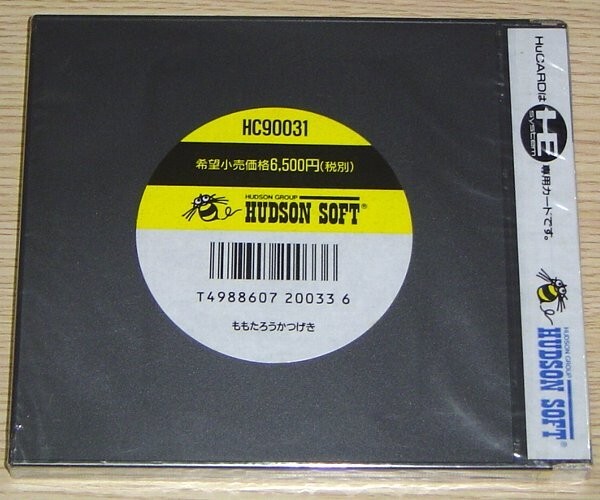 HC90031
希望小売価格6,500円(税別)
HUDSON GROUP
HUDSON SOFT®
T4988607 20033 6
ももたろうかつげき
HuCARDは
HE
SYSTEM
専用カードです。
HUDSON GROUP
HUDSON SOFT